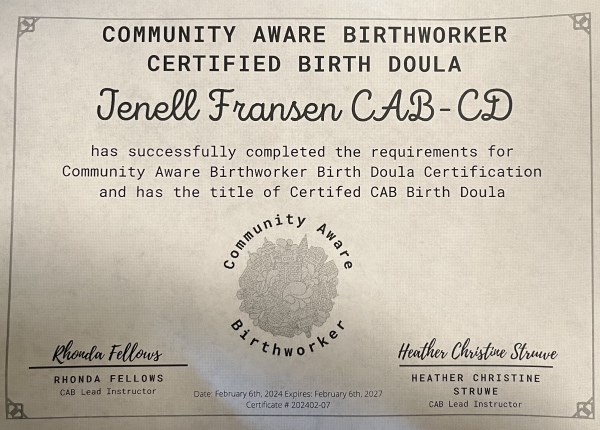 COMMUNITY AWARE BIRTHWORKER
CERTIFIED BIRTH DOULA
Jenell Fransen CAB-CD
has successfully completed the requirements for
Community Aware Birthworker Birth Doula Certification
and has the title of Certifed CAB Birth Doula
Community Aware
Birthworker
Rhonda Fellows
RHONDA FELLOWS
CAB Lead Instructor
Date: February 6th, 2024 Expires: February 6th, 2027
Certificate # 202402-07
Heather Christine Struwe
HEATHER CHRISTINE
STRUWE
CAB Lead Instructor